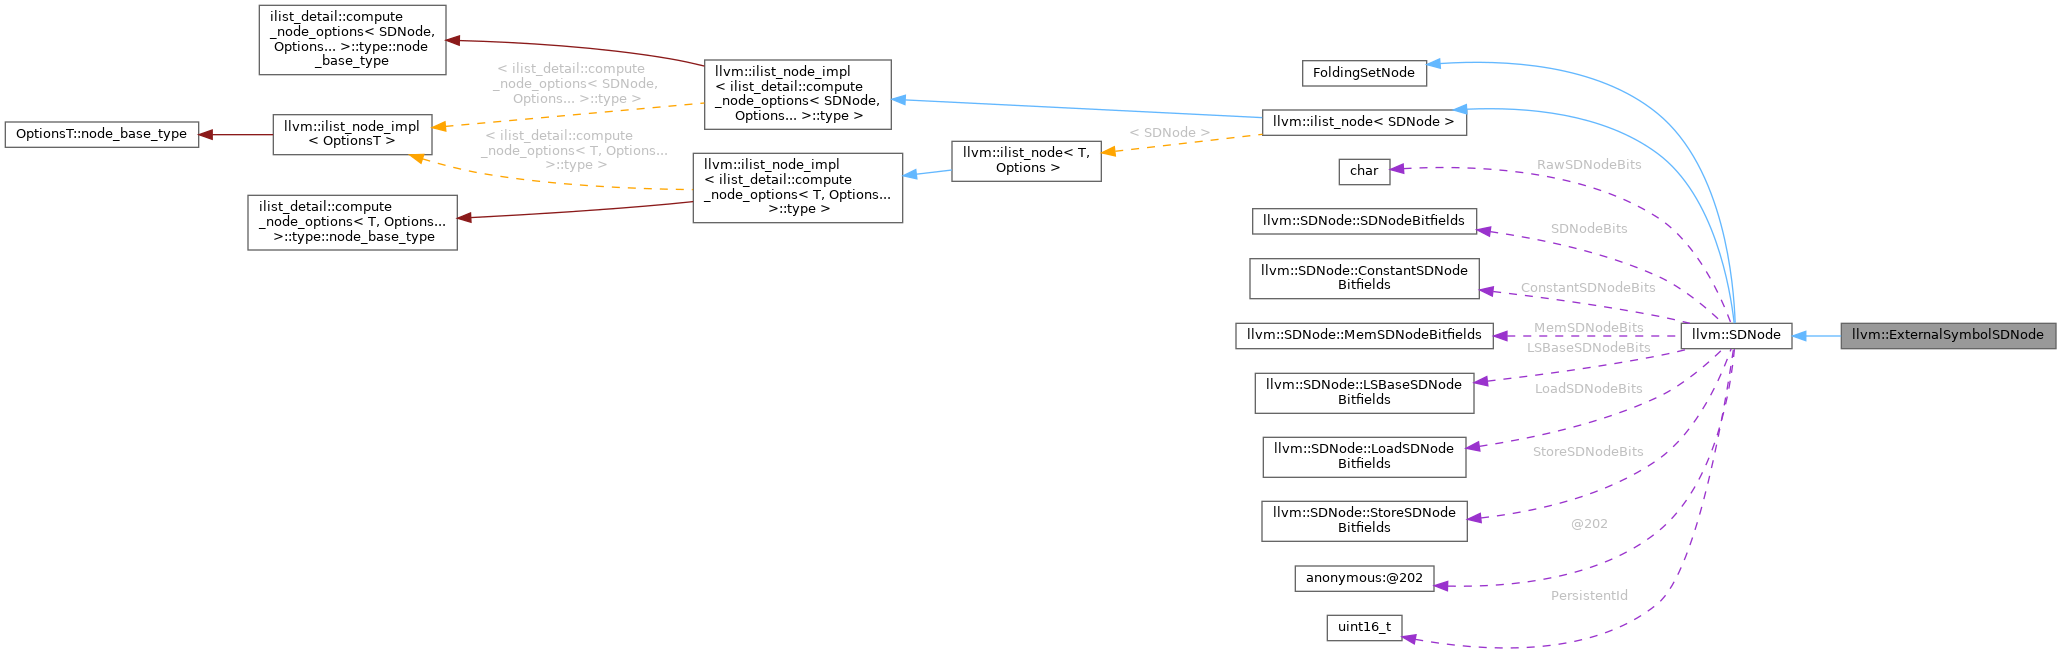 ilist_detail::compute
_node_options< SDNode,
Options... >::type::node
_base_type
OptionsT::node_base_type
llvm::ilist_node_impl
< OptionsT >
ilist_detail::compute
_node_options< T, Options...
>::type::node_base_type
< ilist_detail::compute
_node_options< SDNode,
Options... >::type >
< ilist_detail::compute
_node_options< T, Options...
>::type >
llvm::ilist_node_impl
< ilist_detail::compute
_node_options< SDNode,
Options... >::type >
llvm::ilist_node_impl
< ilist_detail::compute
_node_options< T, Options...
>::type >
llvm::ilist_node< T,
Options >
< SDNode >
FoldingSetNode
llvm::ilist_node< SDNode >
char
llvm::SDNode::SDNodeBitfields
llvm::SDNode::ConstantSDNode
Bitfields
llvm::SDNode::MemSDNodeBitfields
llvm::SDNode::LSBaseSDNode
Bitfields
llvm::SDNode::LoadSDNode
Bitfields
llvm::SDNode::StoreSDNode
Bitfields
anonymous:@202
uint16_t
RawSDNodeBits
SDNodeBits
ConstantSDNodeBits
MemSDNodeBits
LSBaseSDNodeBits
LoadSDNodeBits
StoreSDNodeBits
@202
PersistentId
llvm::SDNode
llvm::ExternalSymbolSDNode